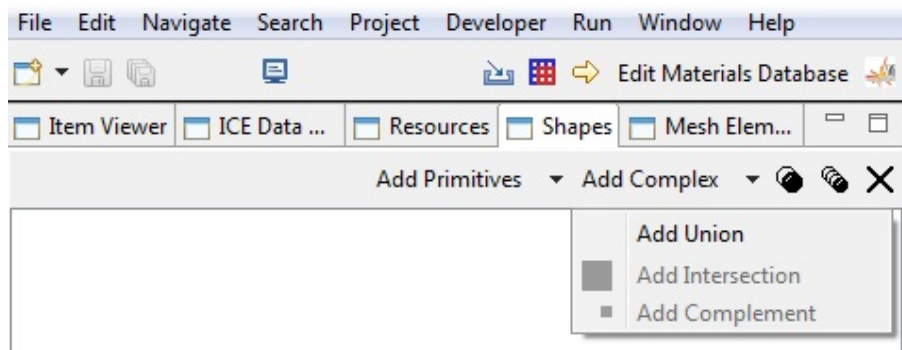 File Edit Navigate Search Project Developer Run Window Help
Edit Materials Database
Item Viewer ICE Data ... Resources Shapes Mesh Elem...
Add Primitives Add Complex
Add Union
Add Intersection
Add Complement